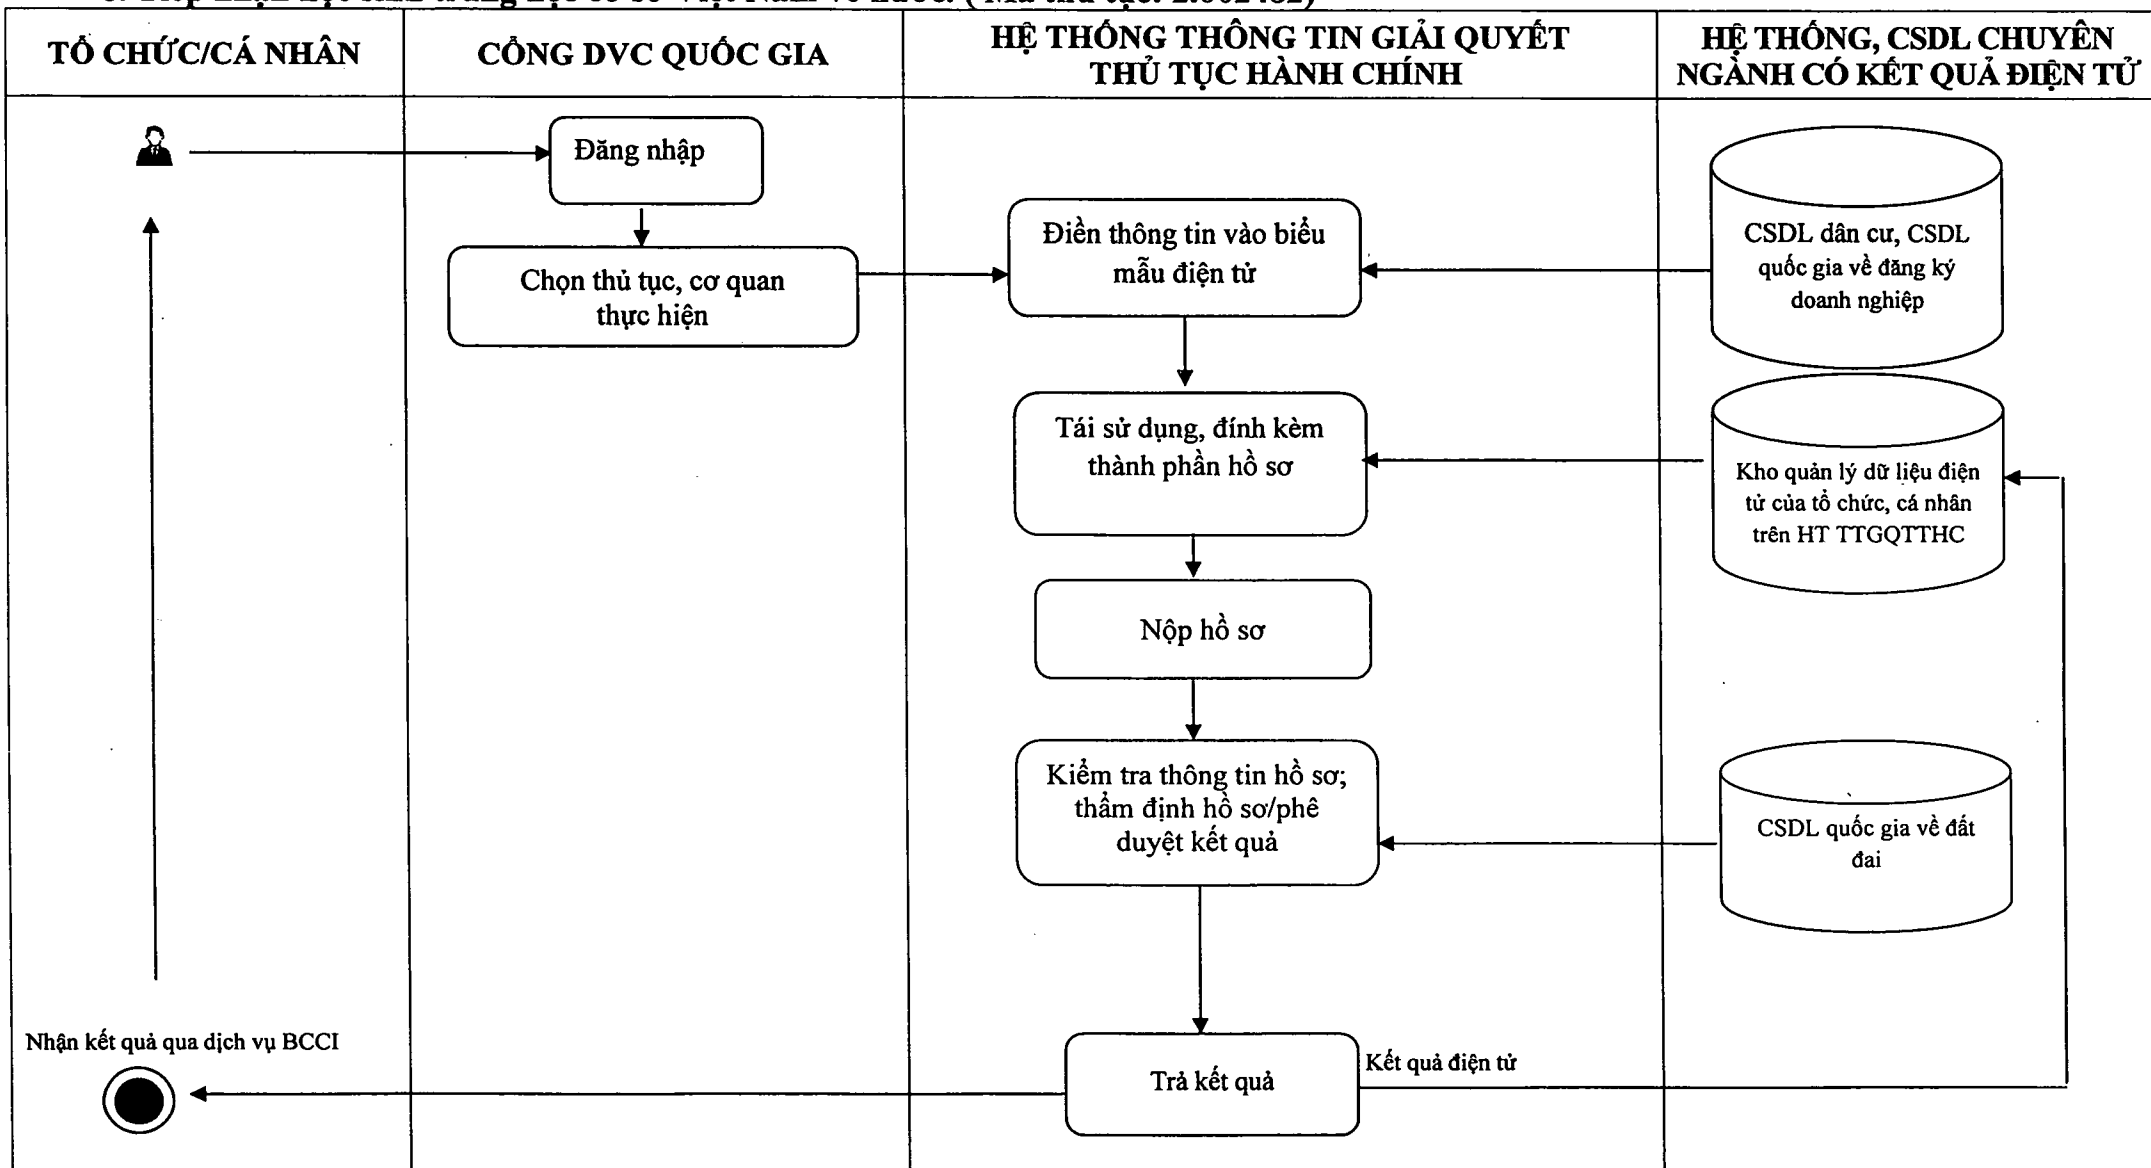 TỔ CHỨC/CÁ NHÂN
CỔNG DVC QUỐC GIA
HỆ THỐNG THÔNG TIN GIẢI QUYẾT
THỦ TỤC HÀNH CHÍNH
HỆ THỐNG, CSDL CHUYÊN
NGÀNH CÓ KẾT QUẢ ĐIỆN TỬ
Đăng nhập
Chọn thủ tục, cơ quan
thực hiện
Điền thông tin vào biểu
mẫu điện tử
CSDL dân cư, CSDL
quốc gia về đăng ký
doanh nghiệp
Tái sử dụng, đính kèm
thành phần hồ sơ
Kho quản lý dữ liệu điện
tử của tổ chức, cá nhân
trên HT TTGQTTHC
Nộp hồ sơ
Kiểm tra thông tin hồ sơ;
thẩm định hồ sơ/phê
duyệt kết quả
CSDL quốc gia về đất
đai
Nhận kết quả qua dịch vụ BCCI
Trả kết quả
Kết quả điện tử